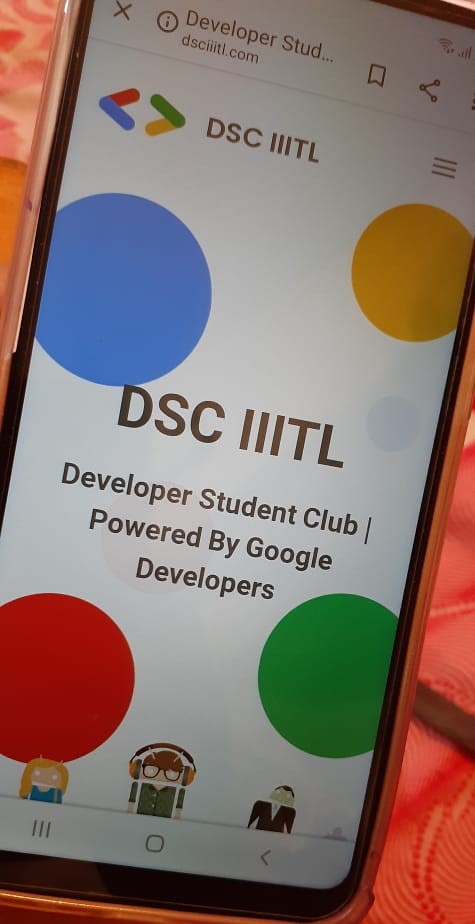 Developer Stud...
dsciiitl.com
DSC IIITL
DSC IIITL
Developer Student Club |
Powered By Google
Developers